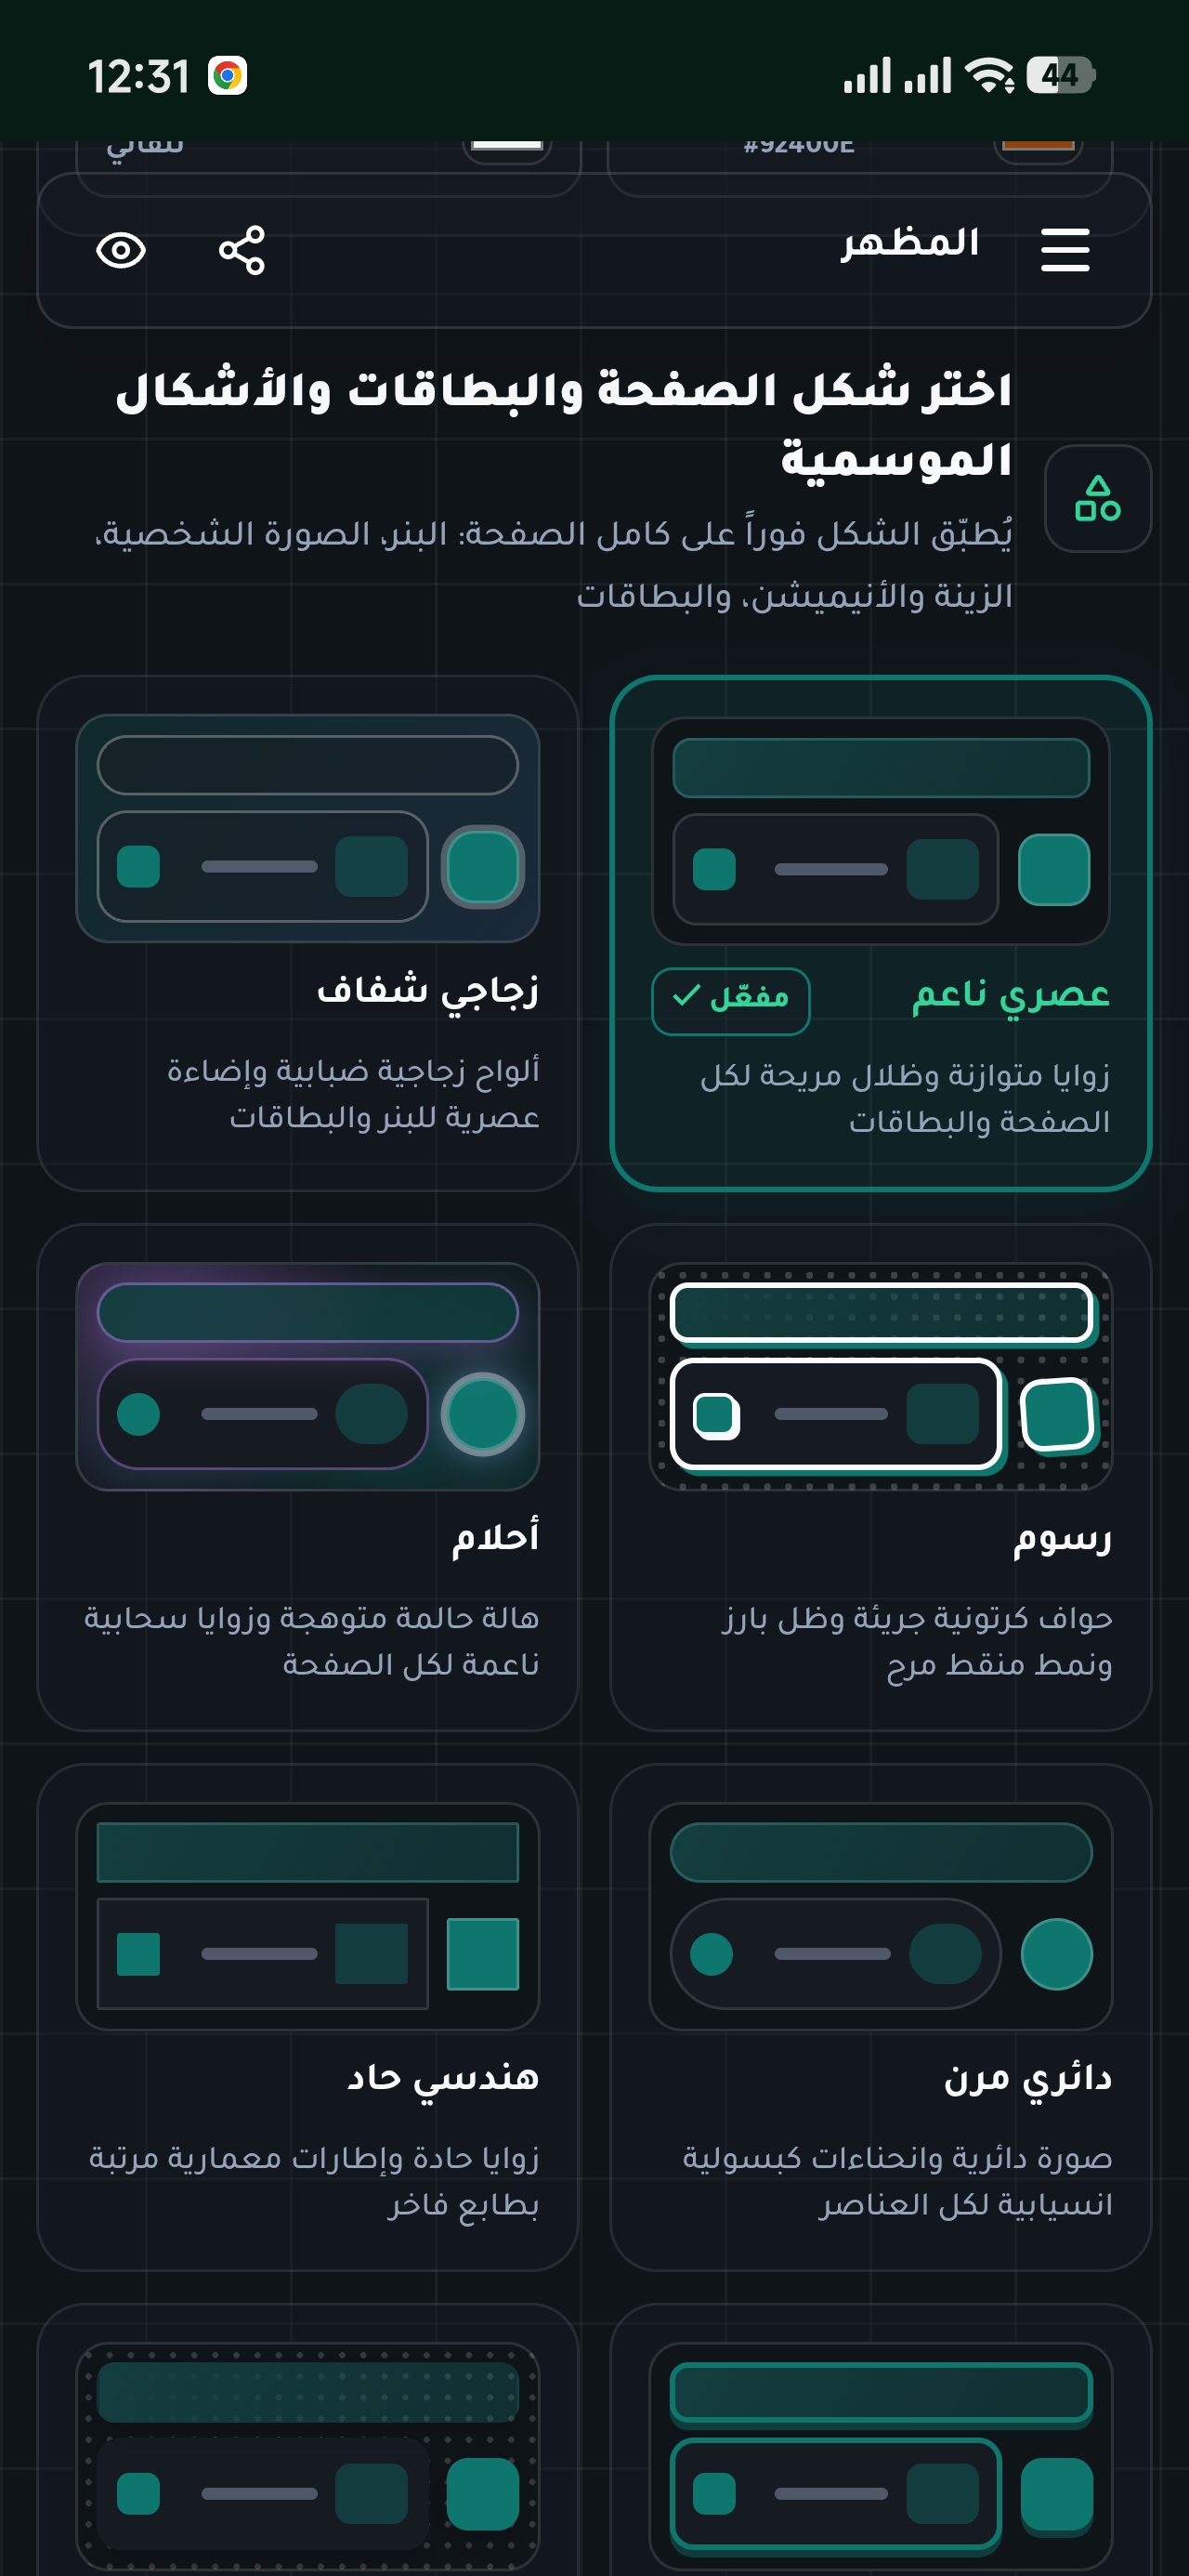 12:31
44
تلقائي
#92400E
المظهر
اختر شكل الصفحة والبطاقات والأشكال
الموسمية
يُطبّق الشكل فوراً على كامل الصفحة: البنر، الصورة الشخصية،
الزينة والأنيميشن، والبطاقات
عصري ناعم
مفعّل
زوايا متوازنة وظلال مريحة لكل
الصفحة والبطاقات
زجاجي شفاف
ألواح زجاجية ضبابية وإضاءة
عصرية للبنر والبطاقات
رسوم
حواف كرتونية جريئة وظل بارز
ونمط منقط مرح
أحلام
هالة حالمة متوهجة وزوايا سحابية
ناعمة لكل الصفحة
دائري مرن
صورة دائرية وانحناءات كبسولية
انسيابية لكل العناصر
هندسي حاد
زوايا حادة وإطارات معمارية مرتبة
بطابع فاخر